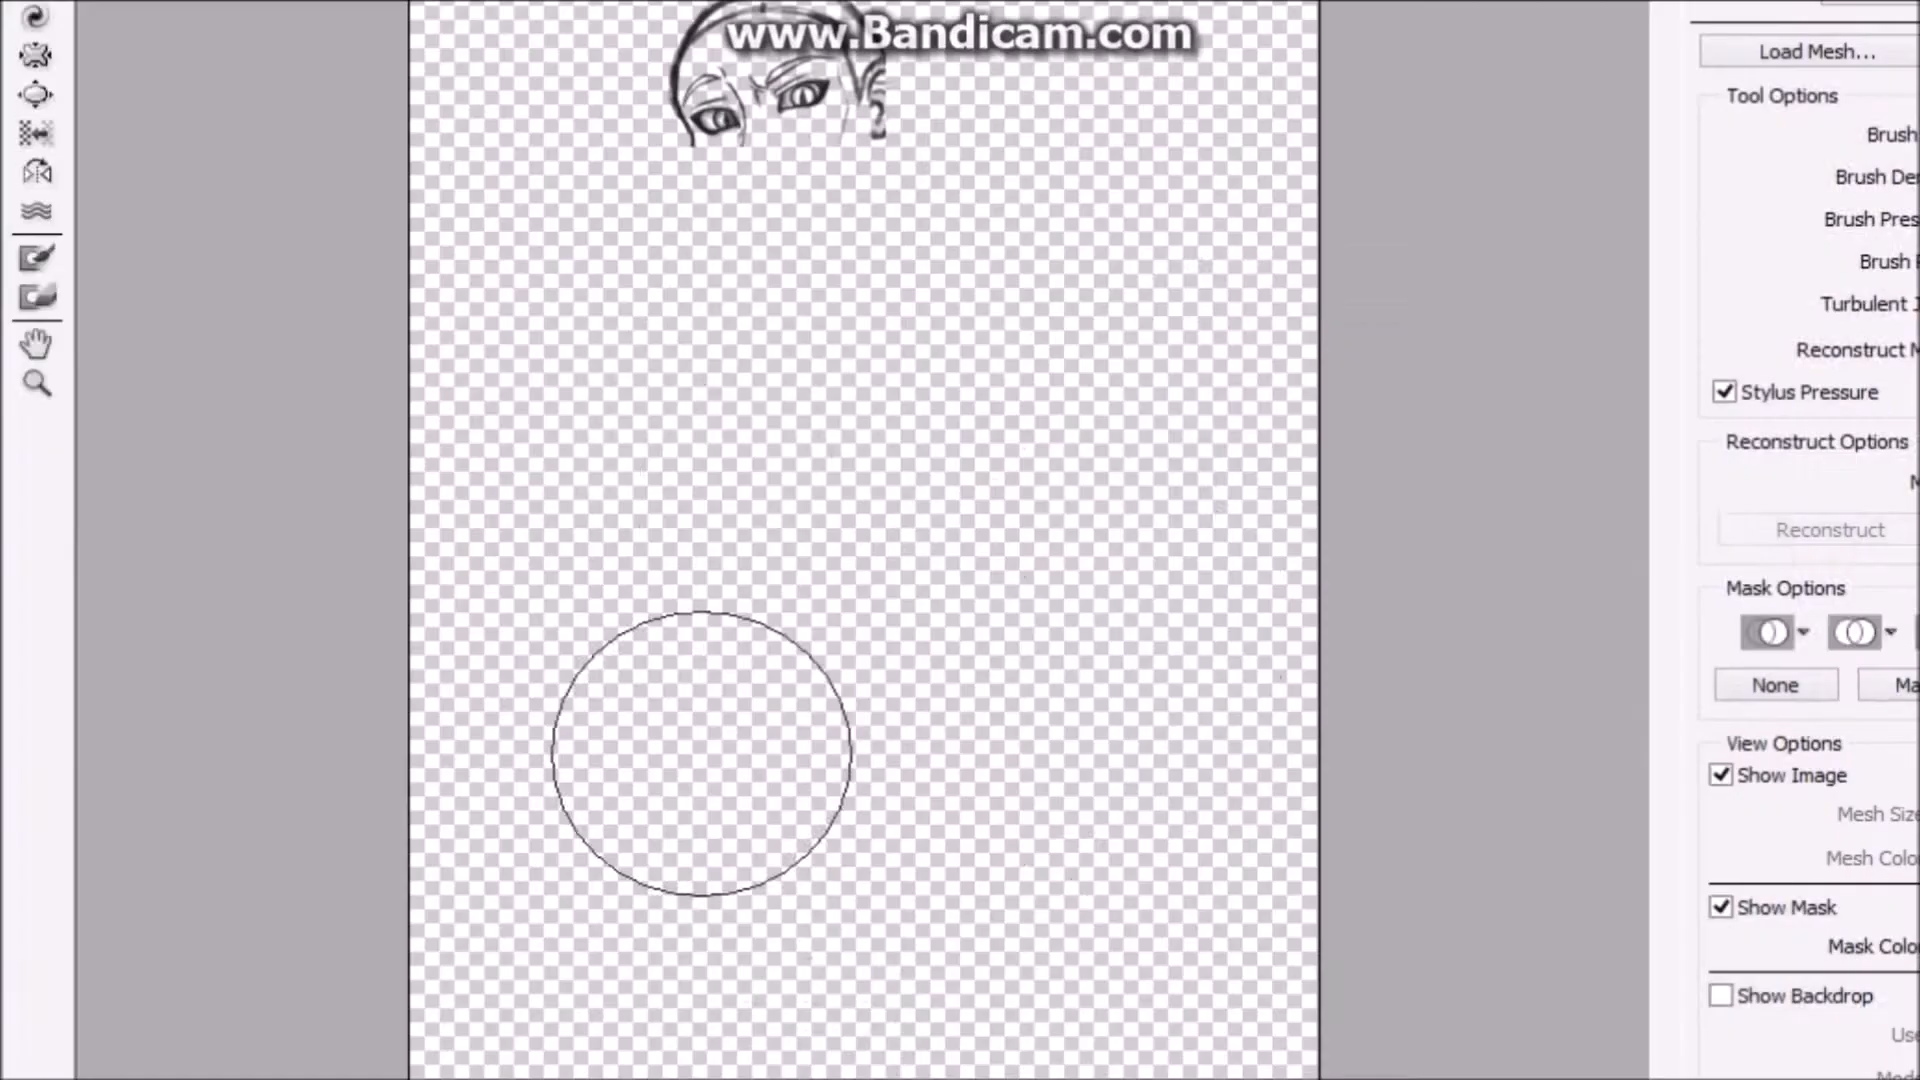 www.Bandicam.com
Load Mesh...
Tool Options
Brush
Brush Der
Brush Pres
Brush
Turbulent
Reconstruct
Stylus Pressure
Reconstruct Options
Reconstruct
Mask Options
None
Ma
View Options
Show Image
Mesh Size
Mesh Colo
Show Mask
Mask Colo
Show Backdrop
Use
Mode